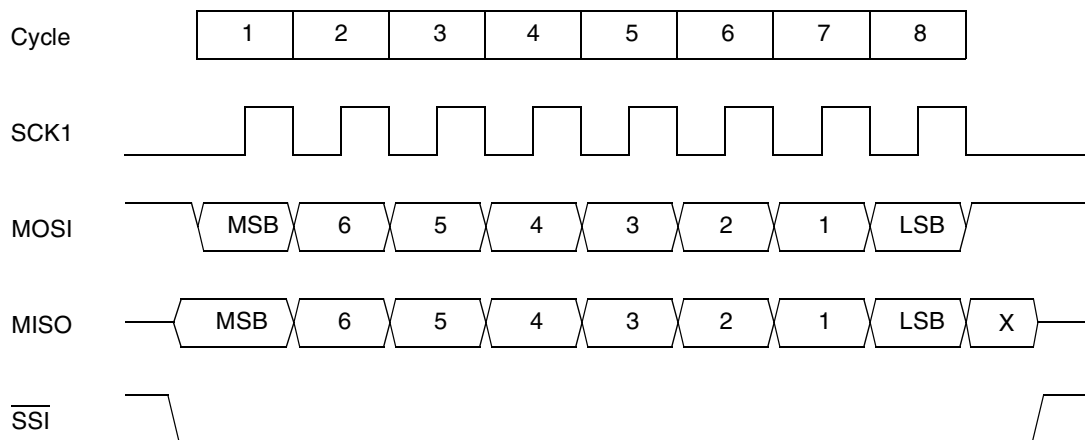 Cycle 1 2 3 4 5 6 7 8
SCK1
MOSI MSB 6 5 4 3 2 1 LSB
MISO MSB 6 5 4 3 2 1 LSB X
SSI